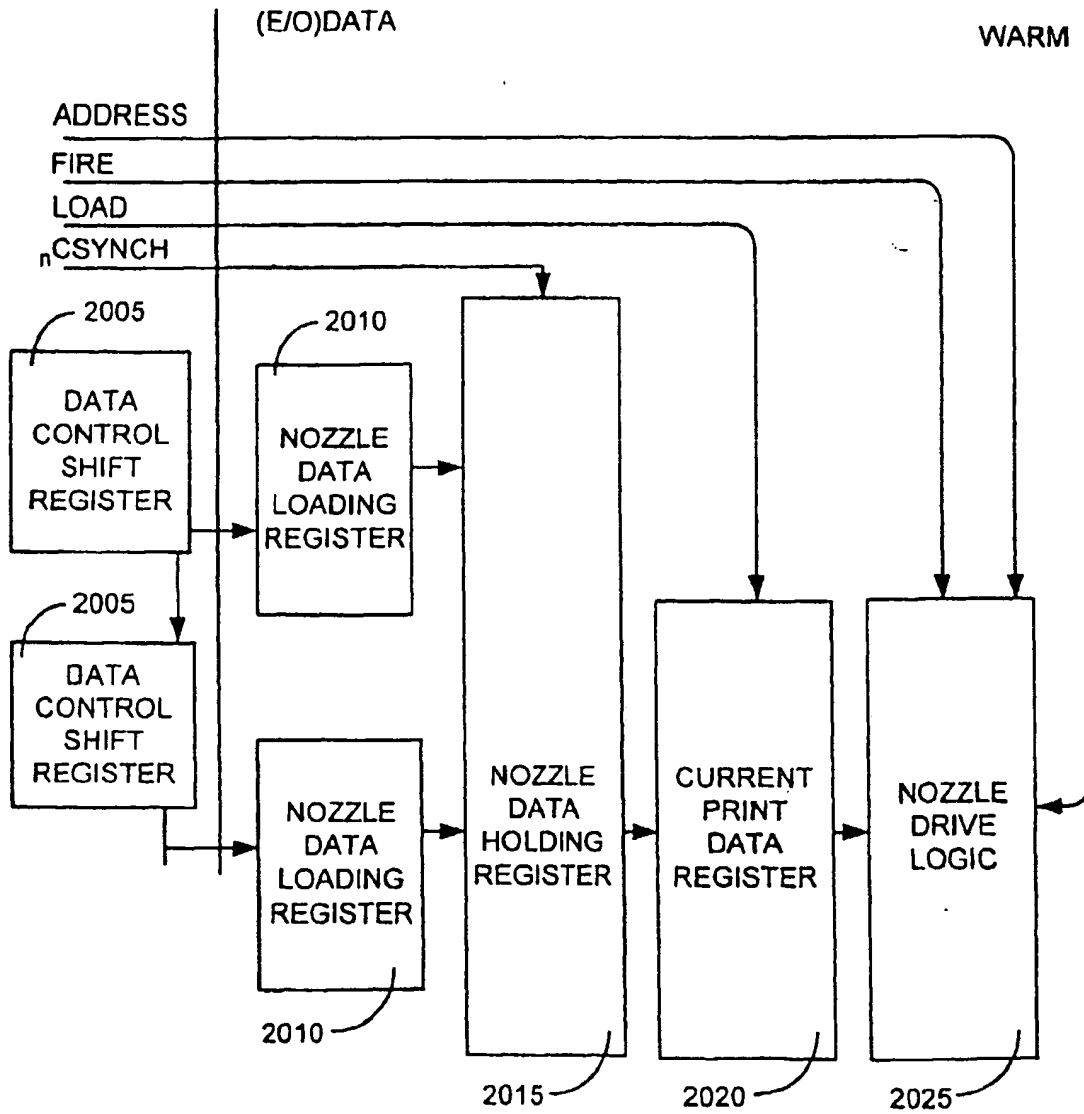 (E/O)DATA
WARM
ADDRESS
FIRE
LOAD
nCSYNCH
2005
DATA
CONTROL
SHIFT
REGISTER
2010
NOZZLE
DATA
LOADING
REGISTER
2005
DATA
CONTROL
SHIFT
REGISTER
NOZZLE
DATA
LOADING
REGISTER
2010
NOZZLE
DATA
HOLDING
REGISTER
2015
CURRENT
PRINT
DATA
REGISTER
2020
NOZZLE
DRIVE
LOGIC
2025